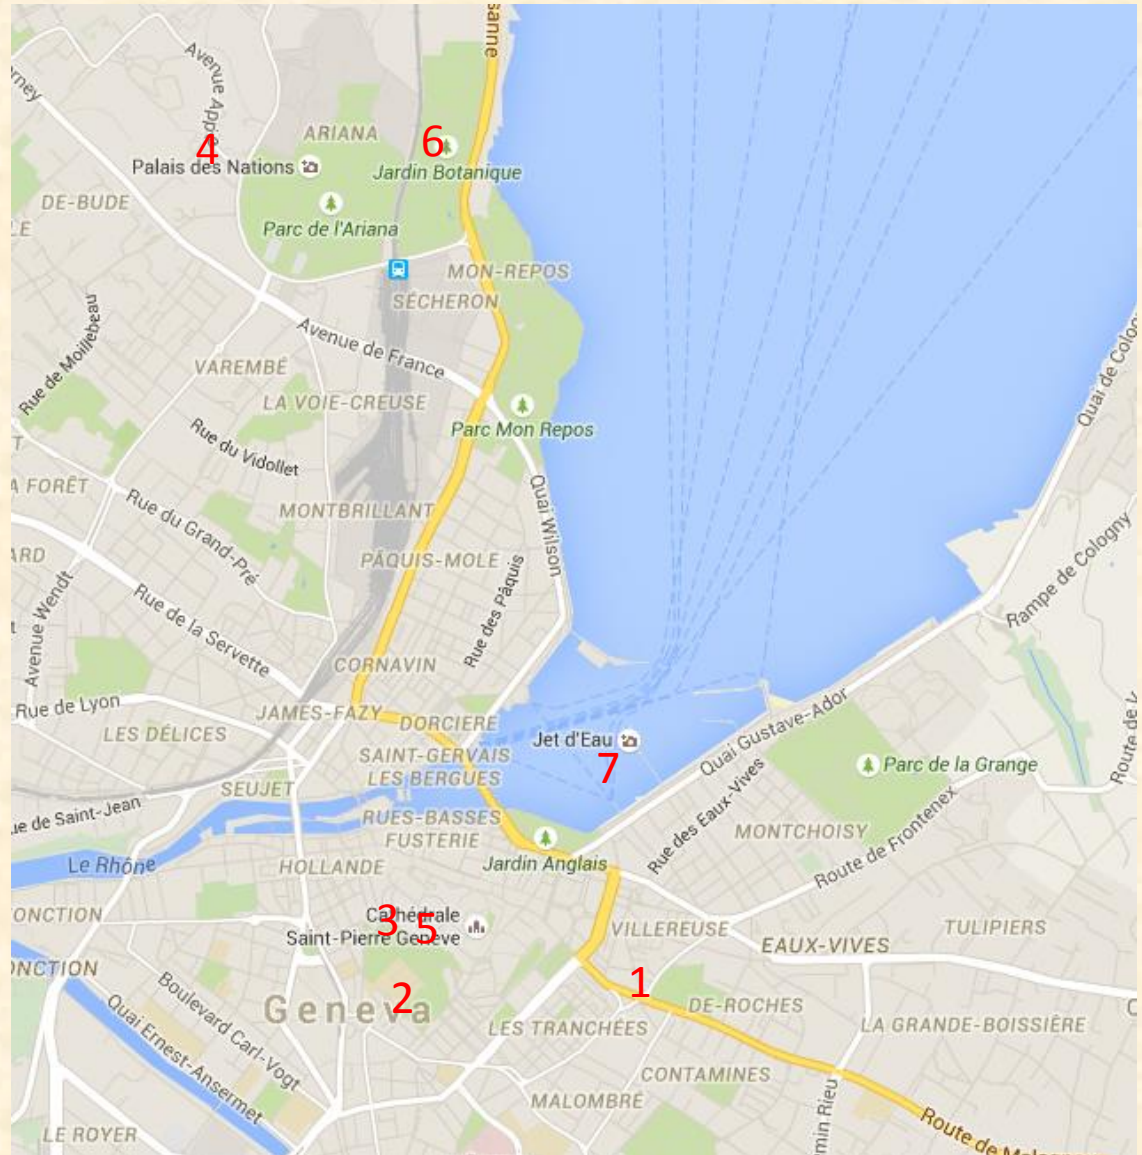 sanne
Avenue Appia
rney
ARIANA
6
4
Palais des Nations
Jardin Botanique
DE-BUDE
LE
Parc de l'Ariana
MON-REPOS
SÉCHERON
Rue de Moillebeau
Avenue de France
VAREMBÉ
Quai de Colog
LA VOIE-CREUSE
Parc Mon Repos
T
Rue du Vidollet
A FORÊT
Quai Wilson
Rue du Grand-Pré
MONTBRILLANT
ARD
PÂQUIS-MOLE
Rampe de Cologny
Avenue Wendt
Rue de la Servette
Rue des Pâquis
t
CORNAVIN
Rue de Lyon
JAMES-FAZY
DORCIERE
Quai Gustave-Ador
LES DÉLICES
Jet d'Eau
7
SAINT-GERVAIS
LES BERGUES
Parc de la Grange
SEUJET
Rue des Eaux-Vives
ue de Saint-Jean
RUES-BASSES
FUSTERIE
MONTCHOISY
Route de Frontenex
Le Rhône
HOLLANDE
Jardin Anglais
ONCTION
3
5
Cathédrale
Saint-Pierre Genève
VILLEREUSE
TULIPIERS
EAUX-VIVES
ONCTION
Boulevard Carl-Vogt
2
Geneva
1
DE-ROCHES
C
Quai Ernest-Ansermet
LES TRANCHÉES
LA GRANDE-BOISSIÈRE
CONTAMINES
MALOMBRÉ
min Rieu
LE ROYER
Route de